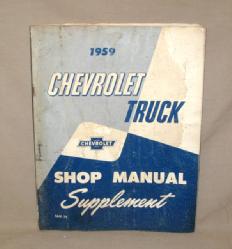 1959
CHEVROLET
TRUCK
CHEVROLET
SHOP MANUAL
Supplement